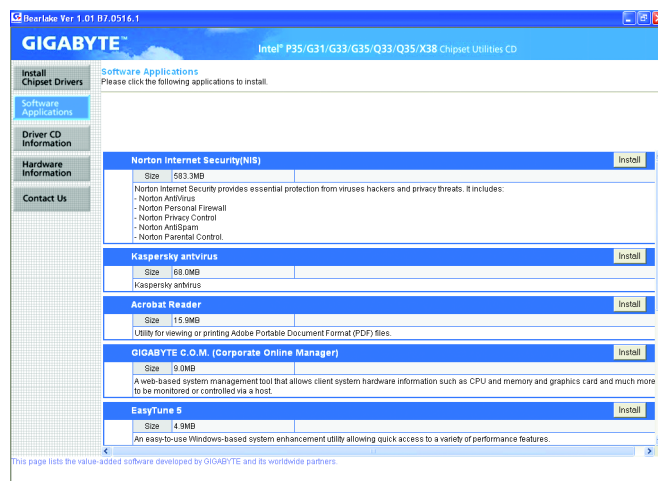 Bearlake Ver 1.01 B7.0516.1
GIGABYTE™
Intel® P35/G31/G33/G35/Q33/Q35/X38 Chipset Utilities CD
Install
Chipset Drivers
Software
Applications
Driver CD
Information
Hardware
Information
Contact Us
Software Applications
Please click the following applications to install.
Norton Internet Security(NIS)
Install
Size 583.3MB
Norton Internet Security provides essential protection from viruses hackers and privacy threats. It includes:
- Norton AntiVirus
- Norton Personal Firewall
- Norton Privacy Control
- Norton AntiSpam
- Norton Parental Control.
Kaspersky antvirus
Install
Size 68.0MB
Kaspersky antvirus
Acrobat Reader
Install
Size 15.9MB
Utility for viewing or printing Adobe Portable Document Format (PDF) files.
GIGABYTE C.O.M. (Corporate Online Manager)
Install
Size 9.0MB
A web-based system management tool that allows client system hardware information such as CPU and memory and graphics card and much more
to be monitored or controlled via a host.
EasyTune 5
Install
Size 4.9MB
An easy-to-use Windows-based system enhancement utility allowing quick access to a variety of performance features.
This page lists the value-added software developed by GIGABYTE and its worldwide partners.